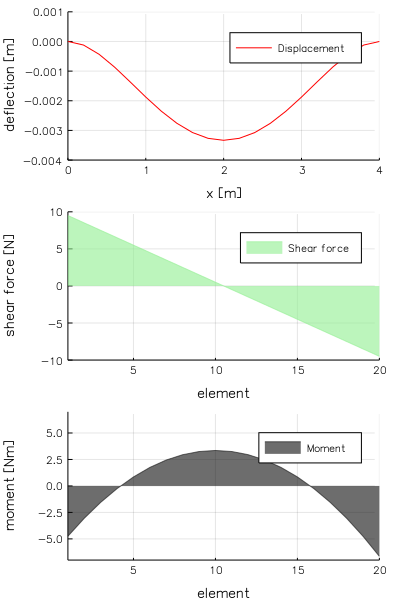 0.001
0.000
−0.001
−0.002
−0.003
−0.004
deflection [m]
Displacement
0 1 2 3 4
x [m]
10
5
0
−5
−10
shear force [N]
Shear force
5 10 15 20
element
5.0
2.5
0.0
−2.5
−5.0
moment [Nm]
Moment
5 10 15 20
element